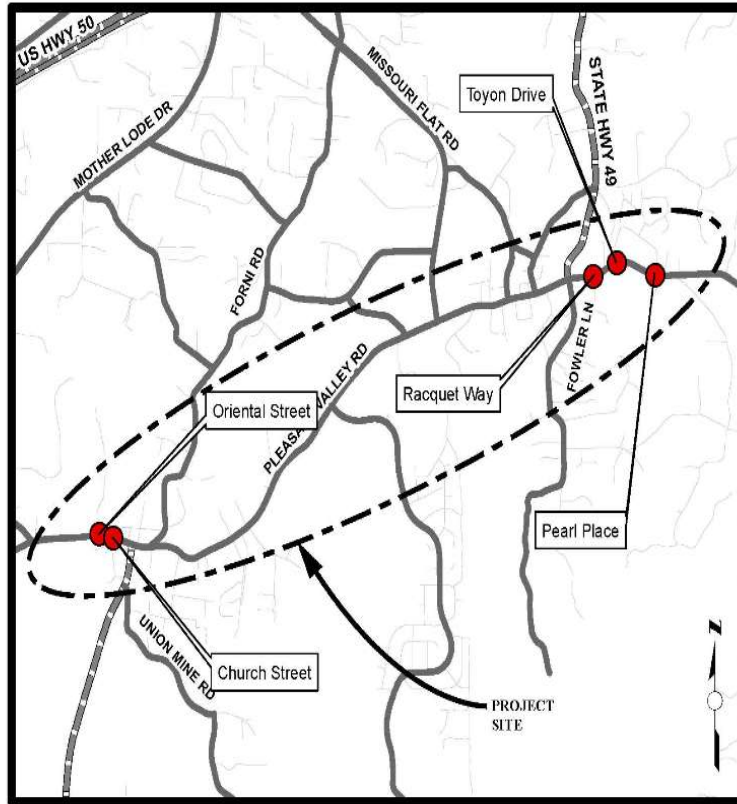 US HWY 50
MOTHER LODE DR
MISSOURI FLAT RD
Toyon Drive
STATE HWY 49
FORNI RD
Oriental Street
PLEASANT VALLEY RD
Racquet Way
FOWLER LN
Pearl Place
UNION MINE RD
Church Street
PROJECT
SITE
N